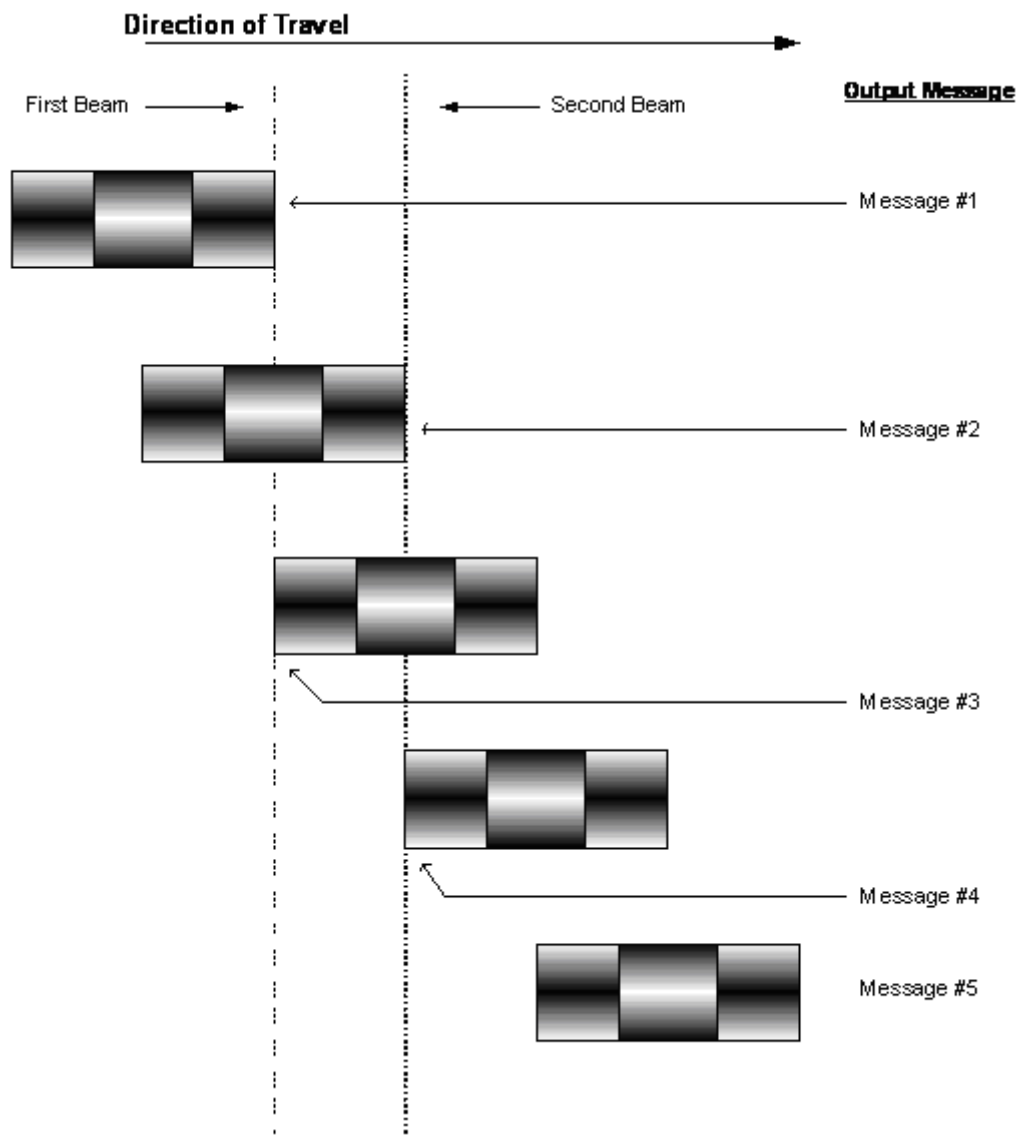 Direction of Travel
First Beam
Second Beam
Output Message
Message #1
Message #2
Message #3
Message #4
Message #5